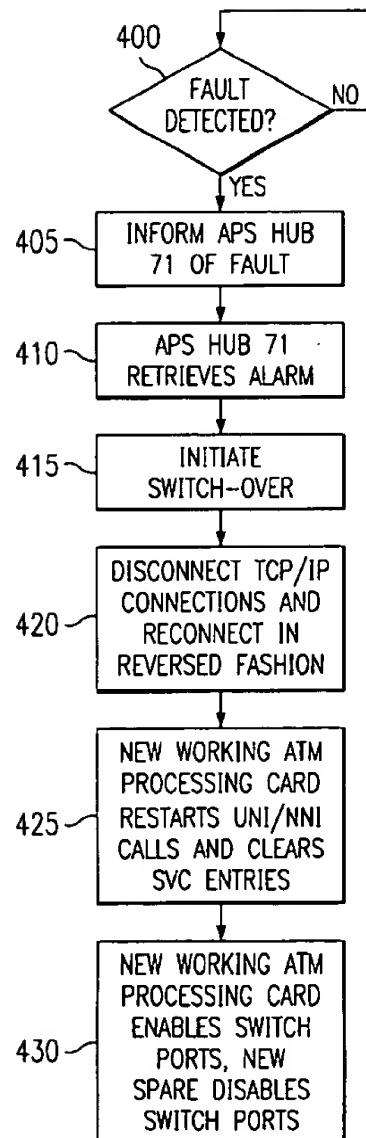 400
FAULT
DETECTED?
NO
YES
405
INFORM APS HUB
71 OF FAULT
410
APS HUB 71
RETRIEVES ALARM
415
INITIATE
SWITCH-OVER
420
DISCONNECT TCP/IP
CONNECTIONS AND
RECONNECT IN
REVERSED FASHION
425
NEW WORKING ATM
PROCESSING CARD
RESTARTS UNI/NNI
CALLS AND CLEARS
SVC ENTRIES
430
NEW WORKING ATM
PROCESSING CARD
ENABLES SWITCH
PORTS, NEW
SPARE DISABLES
SWITCH PORTS